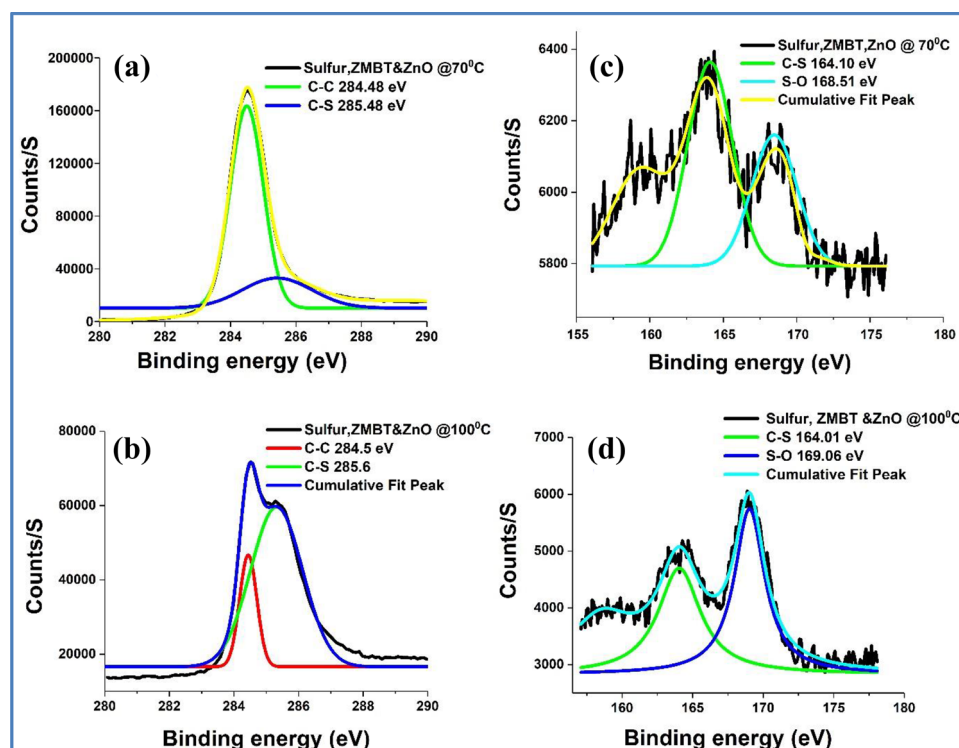 (a)
Sulfur,ZMBT&ZnO @70⁰C
C-C 284.48 eV
C-S 285.48 eV
200000
160000
120000
80000
40000
0
Counts/S
280 282 284 286 288 290
Binding energy (eV)
(c)
Sulfur,ZMBT,ZnO @ 70⁰C
C-S 164.10 eV
S-O 168.51 eV
Cumulative Fit Peak
6400
6200
6000
5800
Counts/S
155 160 165 170 175 180
Binding energy (eV)
(b)
Sulfur,ZMBT &ZnO @100⁰C
C-C 284.5 eV
C-S 285.6
Cumulative Fit Peak
80000
60000
40000
20000
Counts/S
280 282 284 286 288 290
Binding energy (eV)
(d)
Sulfur, ZMBT &ZnO @100⁰C
C-S 164.01 eV
S-O 169.06 eV
Cumulative Fit Peak
7000
6000
5000
4000
3000
Counts/S
160 165 170 175 180
Binding energy (eV)